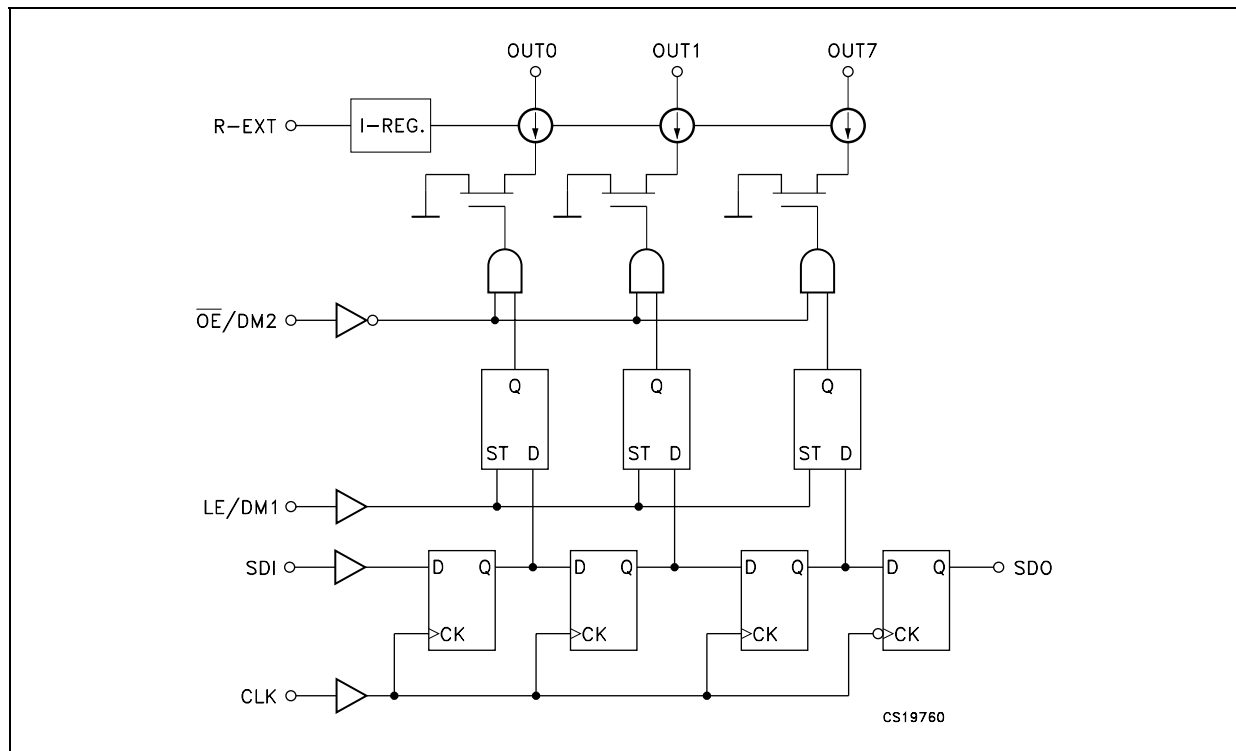 OUT0 OUT1 OUT7
R-EXT I-REG.
O̅E̅/DM2
Q Q Q
ST D ST D ST D
LE/DM1
SDI D Q D Q D Q D Q SDO
CK CK CK CK
CLK
CS19760